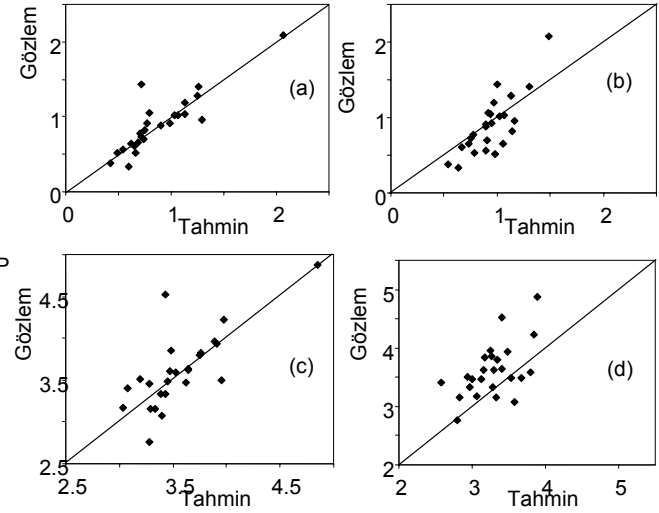 Gözlem
2
1
0
(a)
0 1 2
Tahmin
Gözlem
2
1
0
(b)
0 1 2
Tahmin
Gözlem
4.5
3.5
2.5
(c)
2.5 3.5 4.5
Tahmin
Gözlem
5
4
3
2
(d)
2 3 4 5
Tahmin